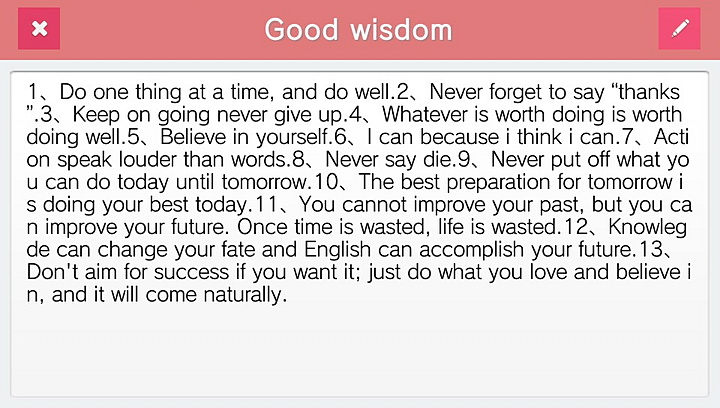 Good wisdom
1、Do one thing at a time, and do well.2、Never forget to say “thanks
”.3、Keep on going never give up.4、Whatever is worth doing is worth
doing well.5、Believe in yourself.6、I can because i think i can.7、Acti
on speak louder than words.8、Never say die.9、Never put off what yo
u can do today until tomorrow.10、The best preparation for tomorrow i
s doing your best today.11、You cannot improve your past, but you ca
n improve your future. Once time is wasted, life is wasted.12、Knowleg
de can change your fate and English can accomplish your future.13、
Don't aim for success if you want it; just do what you love and believe i
n, and it will come naturally.